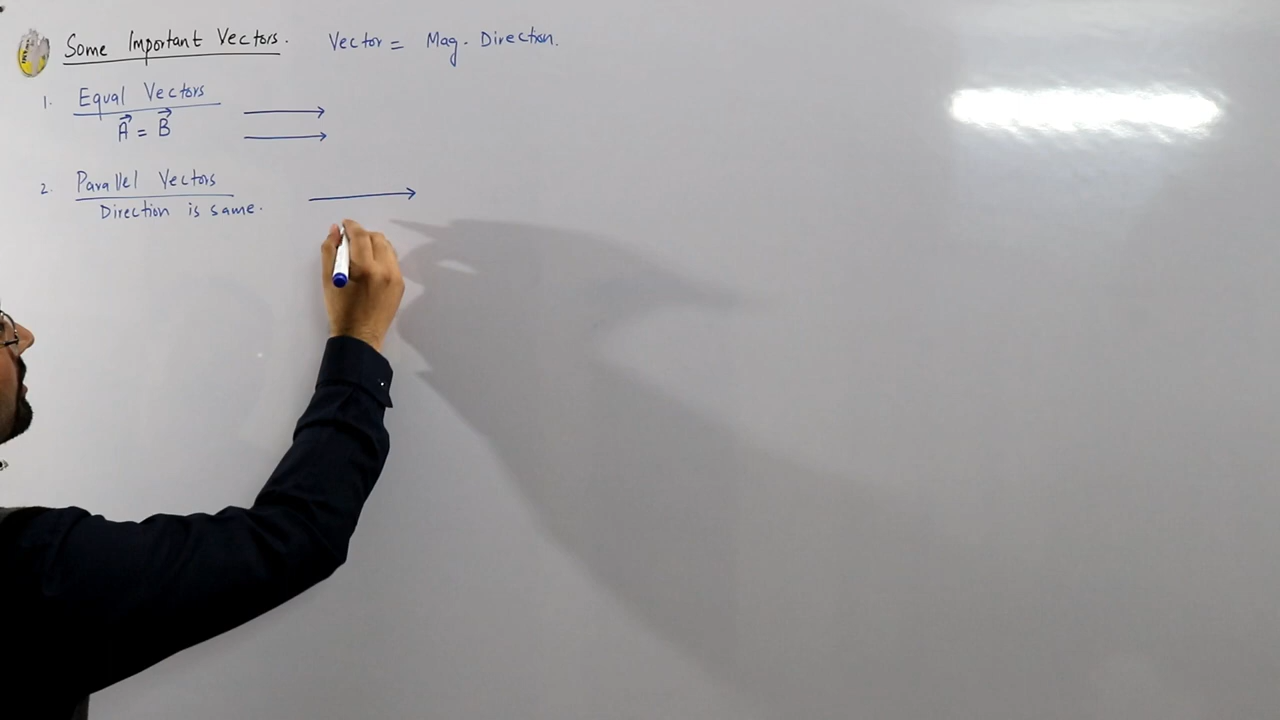 Some Important Vectors. Vector = Mag. Direction.
1. Equal Vectors
A⃗ = B⃗
2. Parallel Vectors
Direction is same.